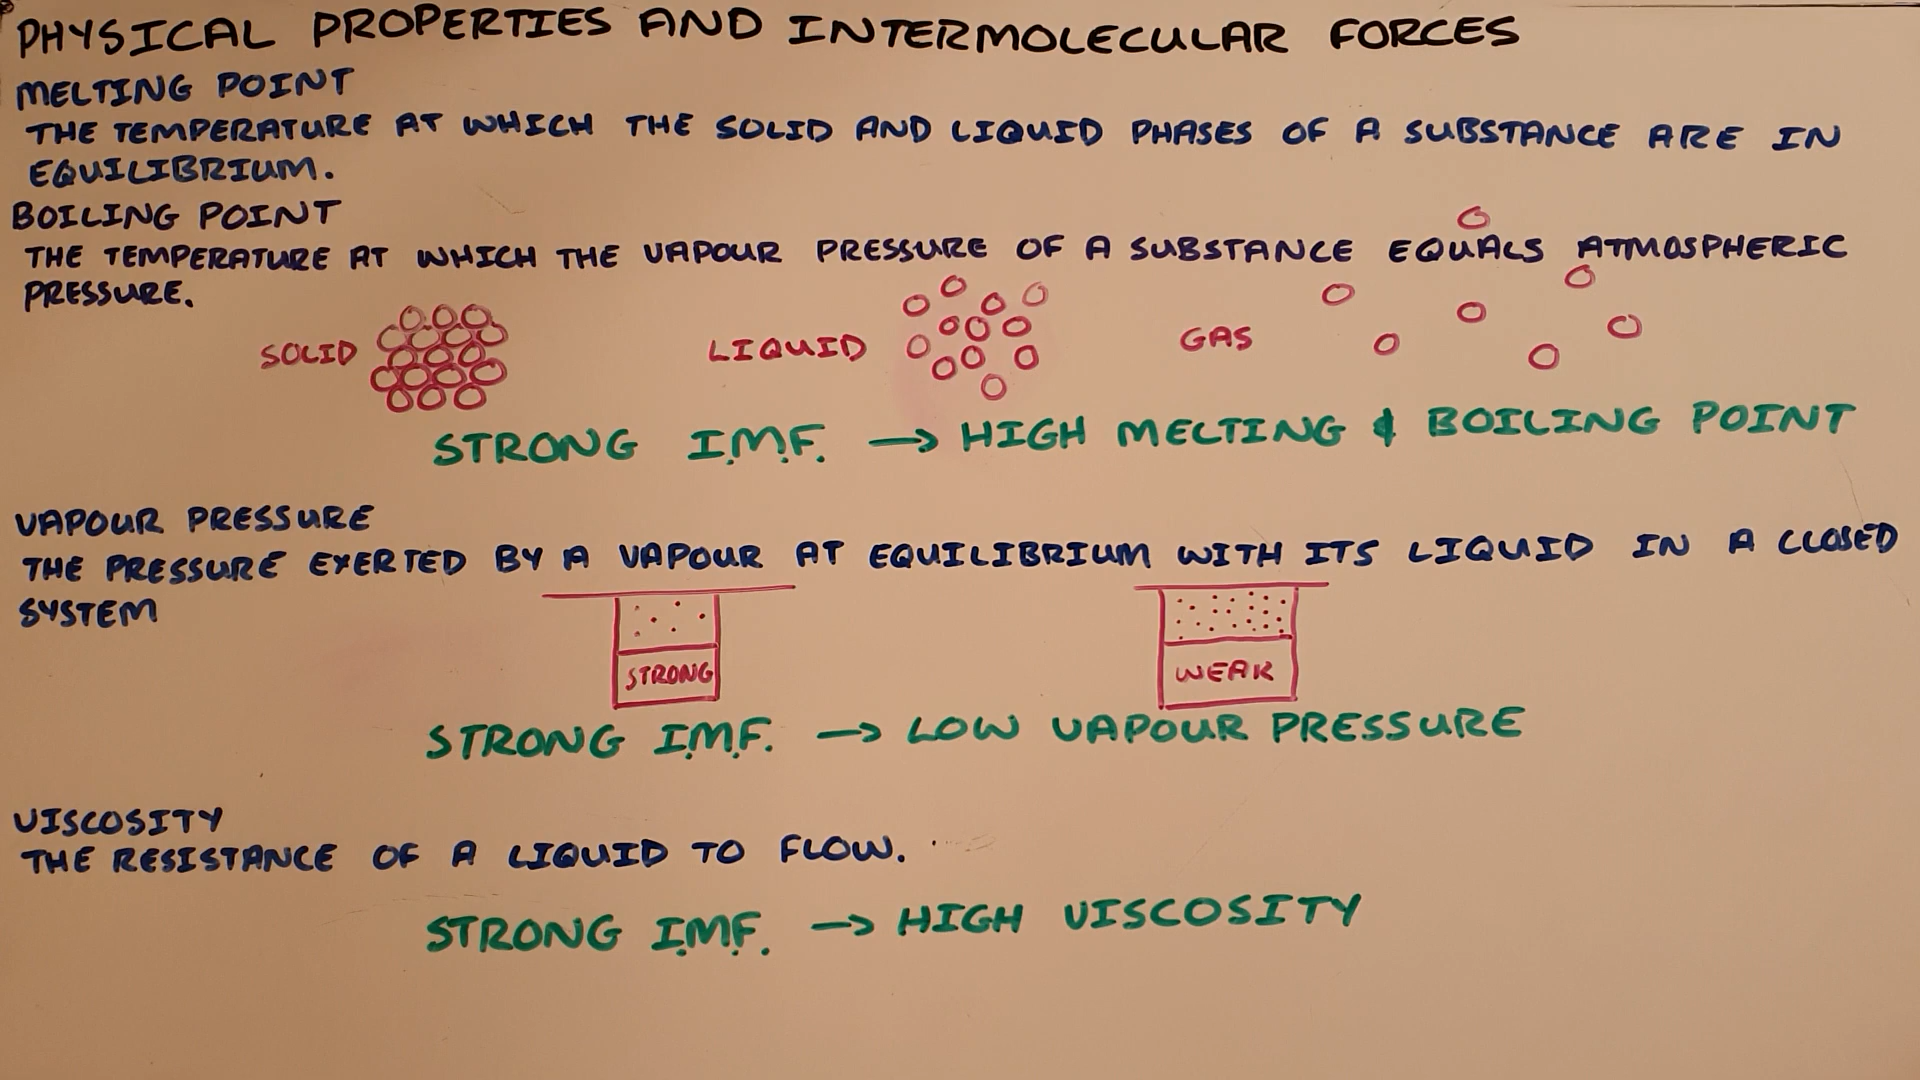 PHYSICAL PROPERTIES AND INTERMOLECULAR FORCES
MELTING POINT
THE TEMPERATURE AT WHICH THE SOLID AND LIQUID PHASES OF A SUBSTANCE ARE IN
EQUILIBRIUM.
BOILING POINT
THE TEMPERATURE AT WHICH THE VAPOUR PRESSURE OF A SUBSTANCE EQUALS ATMOSPHERIC
PRESSURE.
SOLID
LIQUID
GAS
STRONG I.M.F. → HIGH MELTING & BOILING POINT
VAPOUR PRESSURE
THE PRESSURE EXERTED BY A VAPOUR AT EQUILIBRIUM WITH ITS LIQUID IN A CLOSED
SYSTEM
STRONG
WEAK
STRONG I.M.F. → LOW VAPOUR PRESSURE
VISCOSITY
THE RESISTANCE OF A LIQUID TO FLOW.
STRONG I.M.F. → HIGH VISCOSITY